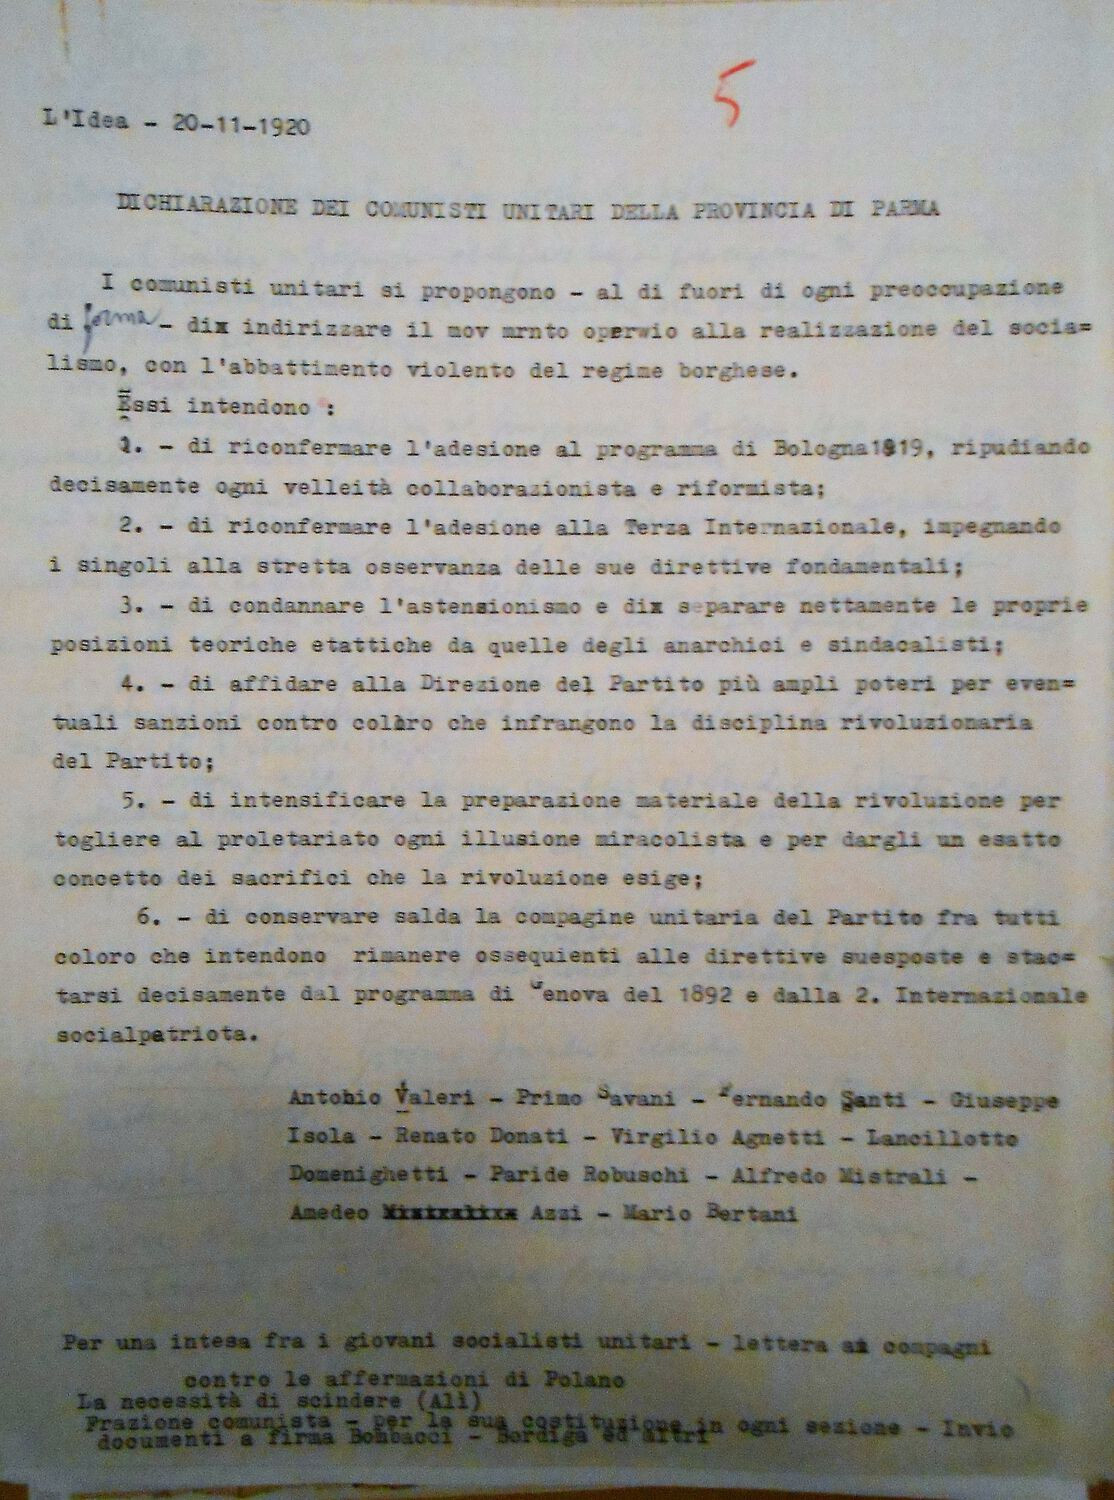 5
L'Idea - 20-11-1920
DICHIARAZIONE DEI COMUNISTI UNITARI DELLA PROVINCIA DI PARMA
I comunisti unitari si propongono - al di fuori di ogni preoccupazione
di forma - dix indirizzare il mov mrnto operwio alla realizzazione del socia=
lismo, con l'abbattimento violento del regime borghese.
Essi intendono :
1. - di riconfermare l'adesione al programma di Bologna1919, ripudiando
decisamente ogni velleità collaborazionista e riformista;
2. - di riconfermare l'adesione alla Terza Internazionale, impegnando
i singoli alla stretta osservanza delle sue direttive fondamentali;
3. - di condannare l'astensionismo e dix separare nettamente le proprie
posizioni teoriche etattiche da quelle degli anarchici e sindacalisti;
4. - di affidare alla Direzione del Partito più ampli poteri per even=
tuali sanzioni contro coloro che infrangono la disciplina rivoluzionaria
del Partito;
5. - di intensificare la preparazione materiale della rivoluzione per
togliere al proletariato ogni illusione miracolista e per dargli un esatto
concetto dei sacrifici che la rivoluzione esige;
6. - di conservare salda la compagine unitaria del Partito fra tutti
coloro che intendono rimanere ossequienti alle direttive suesposte e stac=
tarsi decisamente dal programma di Genova del 1892 e dalla 2. Internazionale
socialpatriota.
Antonio Valeri - Primo Savani - Fernando Santi - Giuseppe
Isola - Renato Donati - Virgilio Agnetti - Lancillotto
Domenighetti - Paride Robuschi - Alfredo Mistrali -
Amedeo Azzi - Mario Bertani
Per una intesa fra i giovani socialisti unitari - lettera ai compagni
contro le affermazioni di Polano
La necessità di scindere (Alì)
Frazione comunista - per la sua costituzione in ogni sezione - Invio
documenti a firma Bombacci - Bordiga ed altri